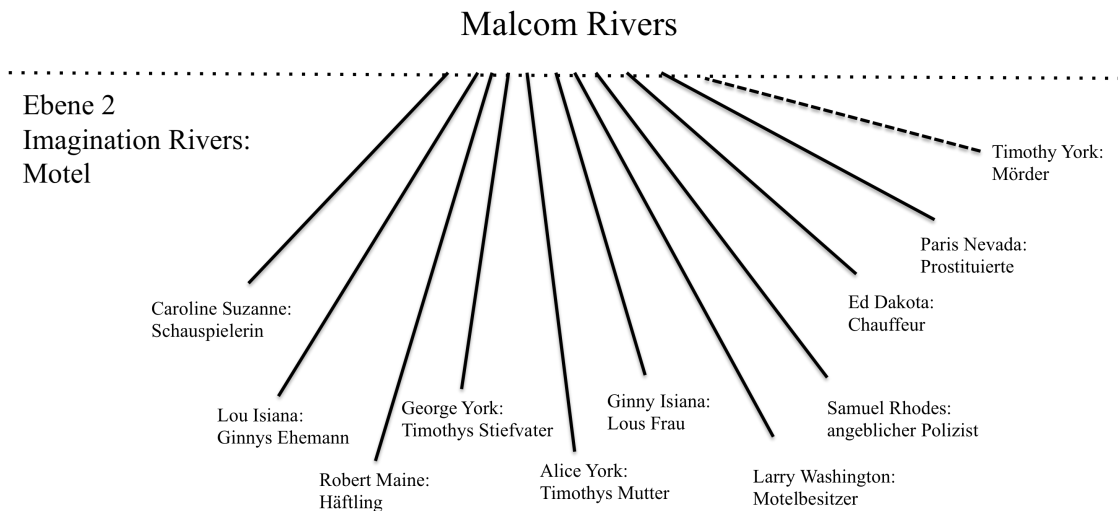 Malcom Rivers
Ebene 2
Imagination Rivers:
Motel
Timothy York:
Mörder
Paris Nevada:
Prostituierte
Ed Dakota:
Chauffeur
Caroline Suzanne:
Schauspielerin
Samuel Rhodes:
angeblicher Polizist
Ginny Isiana:
Lous Frau
George York:
Timothys Stiefvater
Lou Isiana:
Ginnys Ehemann
Larry Washington:
Motelbesitzer
Alice York:
Timothys Mutter
Robert Maine:
Häftling